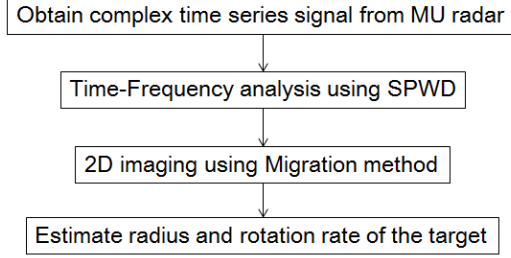 Obtain complex time series signal from MU radar
Time-Frequency analysis using SPWD
2D imaging using Migration method
Estimate radius and rotation rate of the target